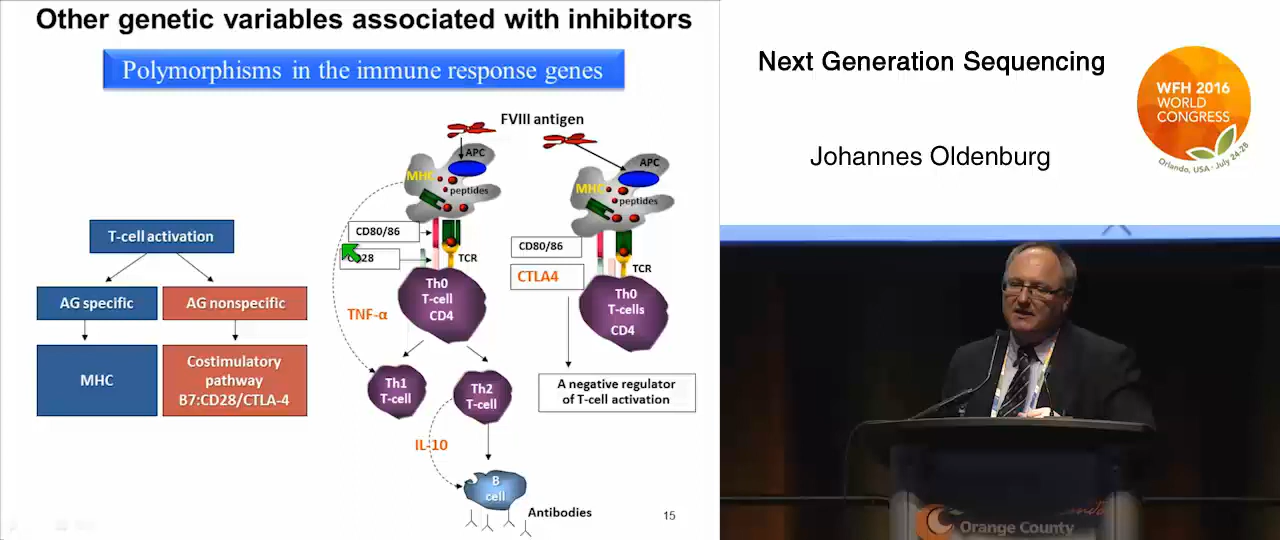 Other genetic variables associated with inhibitors
Polymorphisms in the immune response genes
FVIII antigen
APC
MHC
peptides
CD80/86
CD28
TCR
Th0
T-cell
CD4
TNF-α
Th1
T-cell
Th2
T-cell
IL-10
B
cell
Antibodies
APC
MHC
peptides
CD80/86
CTLA4
TCR
Th0
T-cells
CD4
A negative regulator
of T-cell activation
T-cell activation
AG specific
AG nonspecific
MHC
Costimulatory
pathway
B7:CD28/CTLA-4
15
Next Generation Sequencing
Johannes Oldenburg
WFH 2016
WORLD
CONGRESS
Orlando, USA · July 24-28
Orange County